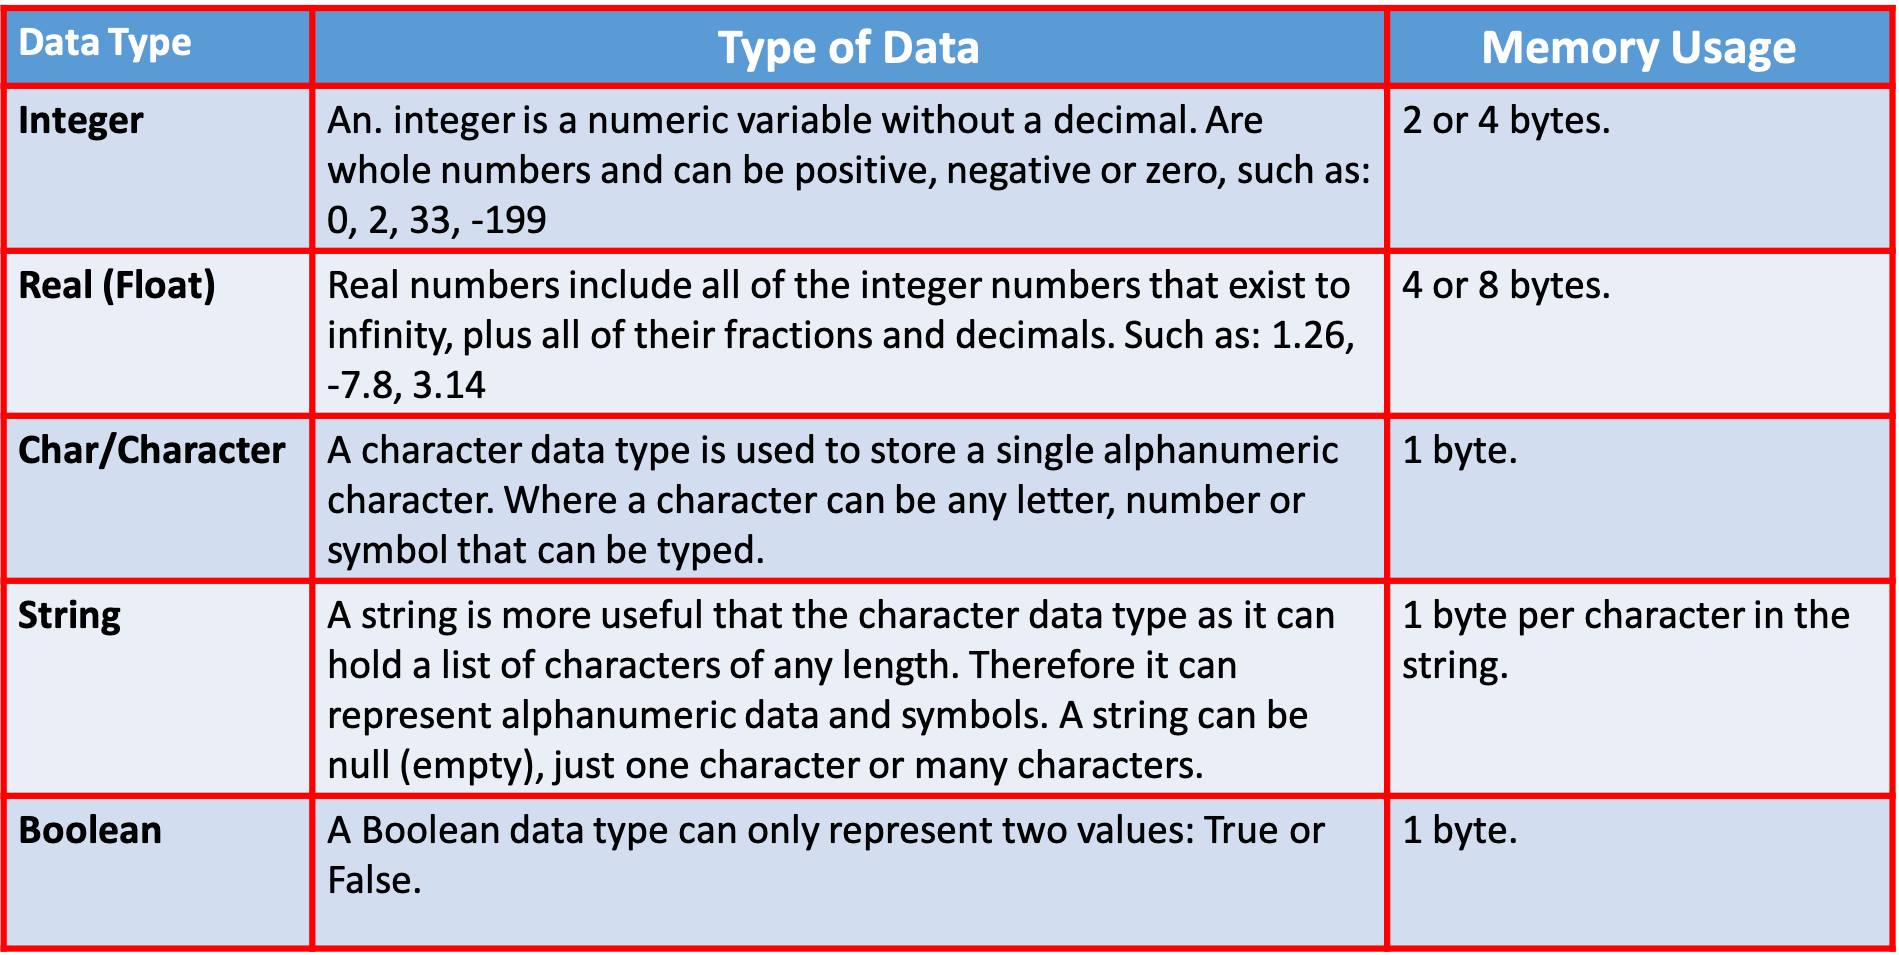 Data Type
Type of Data
Memory Usage
Integer
An. integer is a numeric variable without a decimal. Are
whole numbers and can be positive, negative or zero, such as:
0, 2, 33, -199
2 or 4 bytes.
Real (Float)
Real numbers include all of the integer numbers that exist to
infinity, plus all of their fractions and decimals. Such as: 1.26,
-7.8, 3.14
4 or 8 bytes.
Char/Character
A character data type is used to store a single alphanumeric
character. Where a character can be any letter, number or
symbol that can be typed.
1 byte.
String
A string is more useful that the character data type as it can
hold a list of characters of any length. Therefore it can
represent alphanumeric data and symbols. A string can be
null (empty), just one character or many characters.
1 byte per character in the
string.
Boolean
A Boolean data type can only represent two values: True or
False.
1 byte.